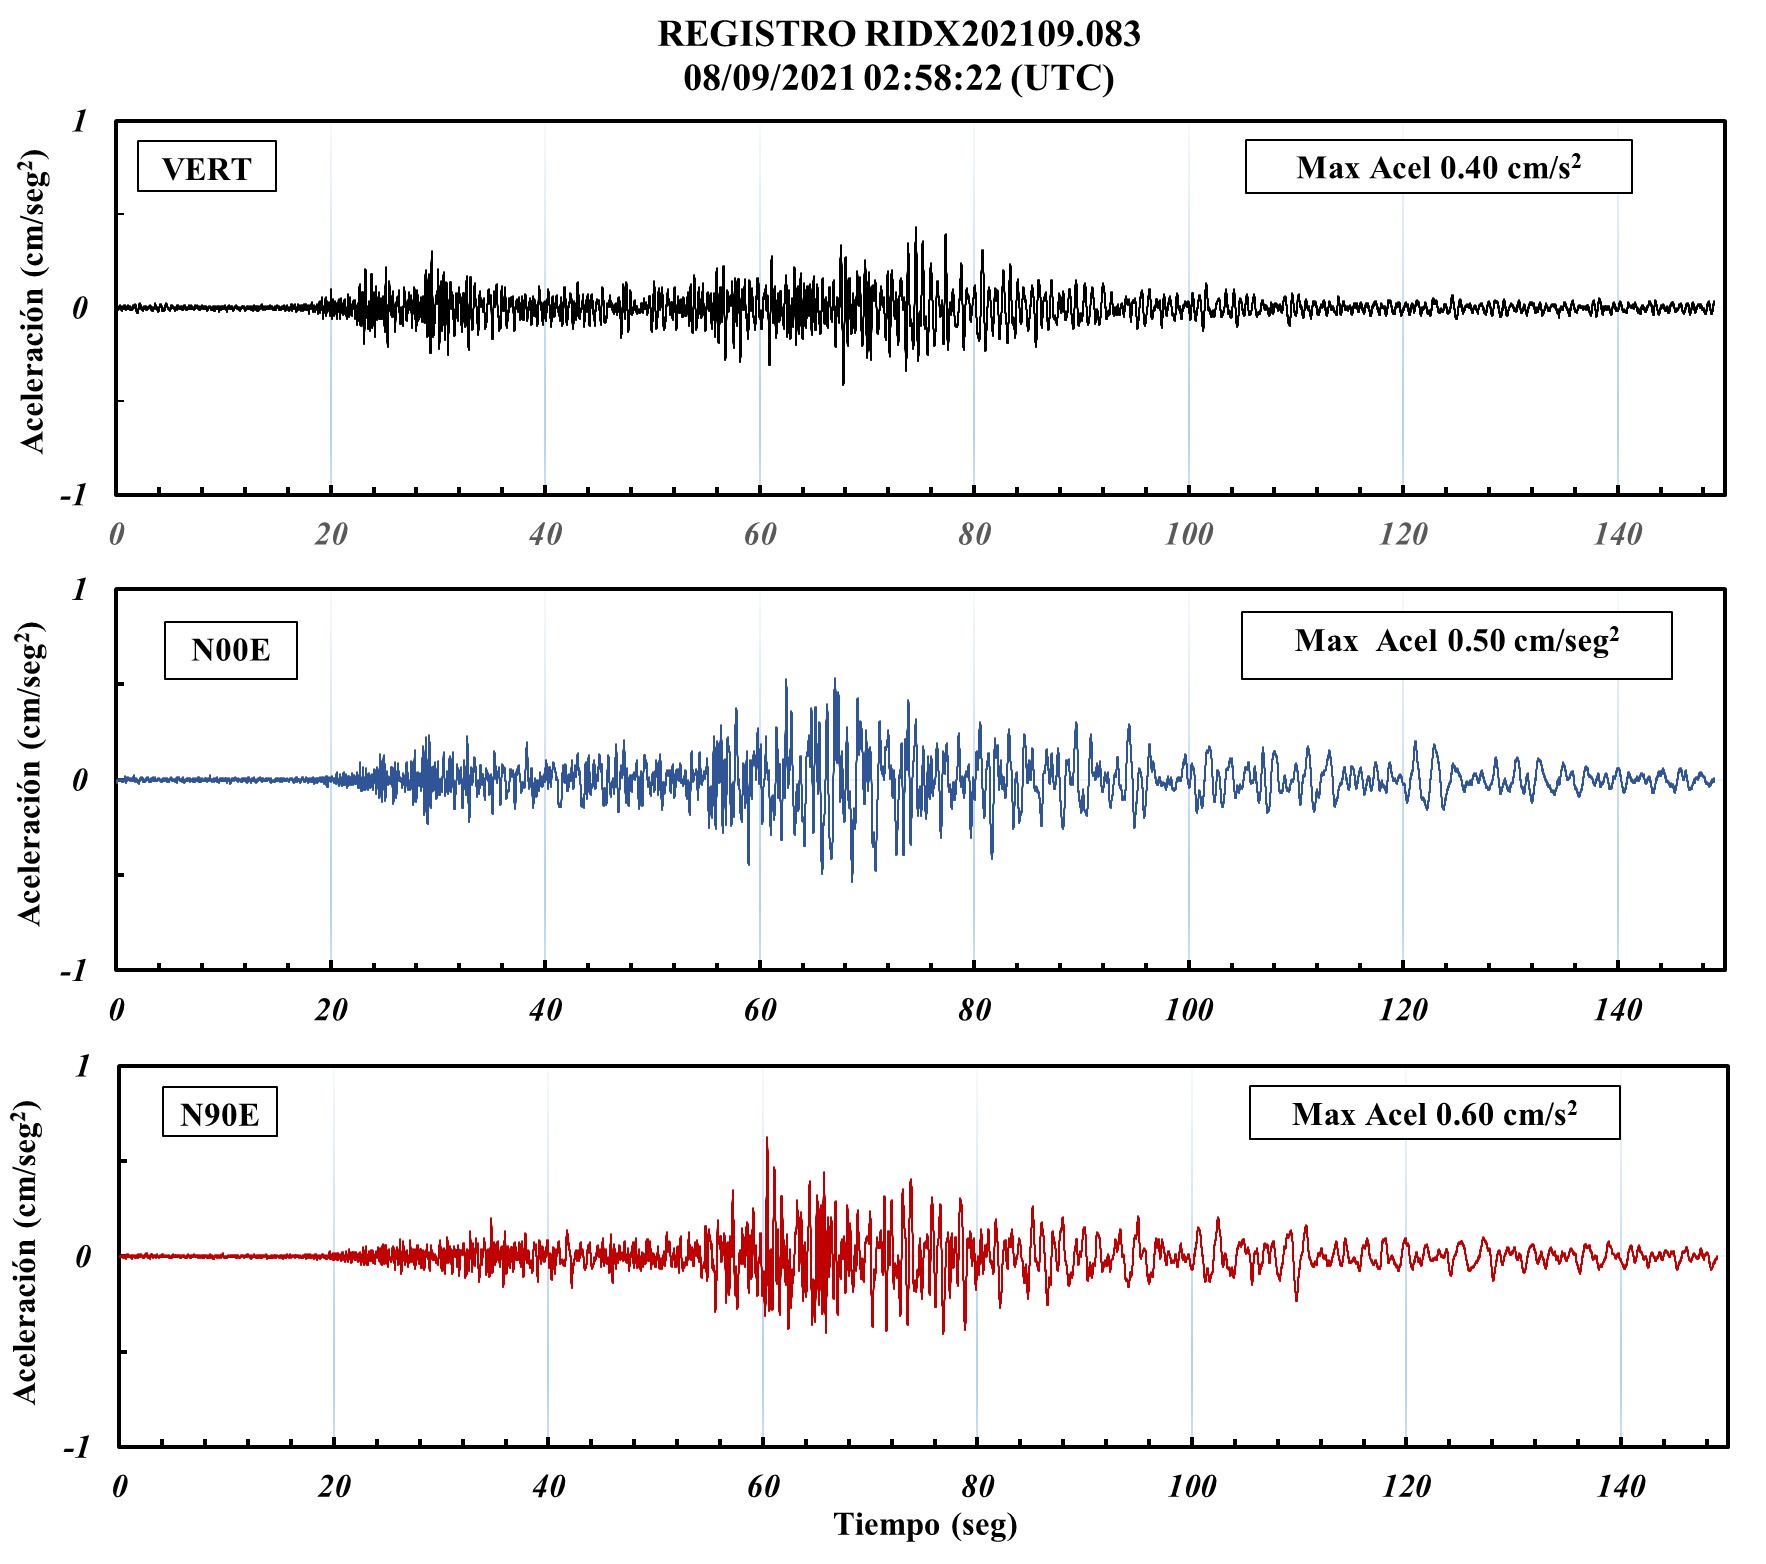 REGISTRO RIDX202109.083
08/09/2021 02:58:22 (UTC)
VERT
Max Acel 0.40 cm/s²
Aceleración (cm/seg²)
1
0
-1
0 20 40 60 80 100 120 140
N00E
Max  Acel 0.50 cm/seg²
Aceleración (cm/seg²)
1
0
-1
0 20 40 60 80 100 120 140
N90E
Max Acel 0.60 cm/s²
Aceleración (cm/seg²)
1
0
-1
0 20 40 60 80 100 120 140
Tiempo (seg)